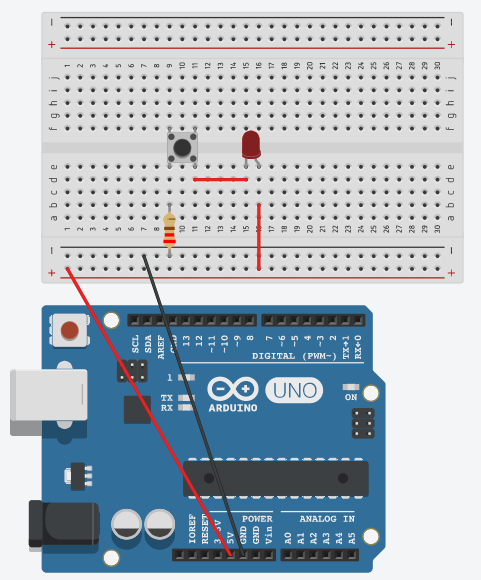 − −
+ +
1 2 3 4 5 6 7 8 9 10 11 12 13 14 15 16 17 18 19 20 21 22 23 24 25 26 27 28 29 30
j j
i i
h h
g g
f f
e e
d d
c c
b b
a a
1 2 3 4 5 6 7 8 9 10 11 12 13 14 15 16 17 18 19 20 21 22 23 24 25 26 27 28 29 30
− −
+ +
SCL SDA AREF GND 13 12 ~11 ~10 ~9 8 7 ~6 ~5 4 ~3 2 TX→1 RX←0
DIGITAL (PWM~)
1
TX
RX
ARDUINO
UNO
ON
POWER ANALOG IN
IOREF RESET 3.3V 5V GND GND Vin A0 A1 A2 A3 A4 A5